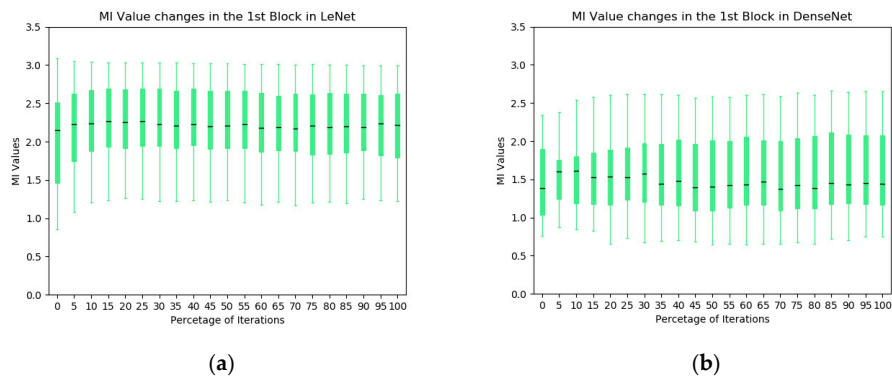 MI Value changes in the 1st Block in LeNet
3.5
3.0
2.5
2.0
1.5
1.0
0.5
0.0
MI Values
0 5 10 15 20 25 30 35 40 45 50 55 60 65 70 75 80 85 90 95 100
Percetage of Iterations
(a)
MI Value changes in the 1st Block in DenseNet
3.5
3.0
2.5
2.0
1.5
1.0
0.5
0.0
MI Values
0 5 10 15 20 25 30 35 40 45 50 55 60 65 70 75 80 85 90 95 100
Percetage of Iterations
(b)